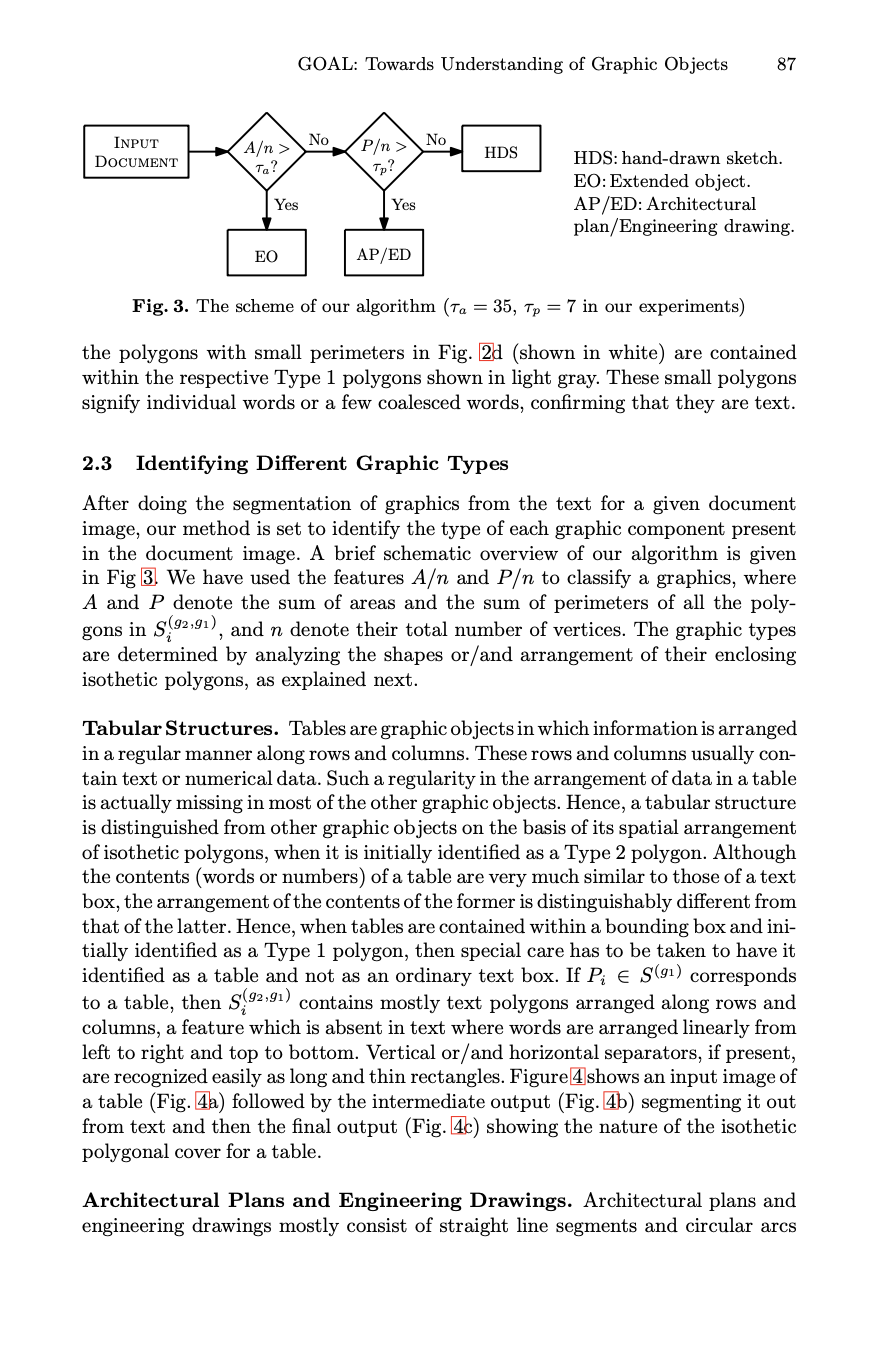 GOAL: Towards Understanding of Graphic Objects 87
INPUT
DOCUMENT
A/n >
τa?
No
P/n >
τp?
No
HDS
Yes
Yes
EO
AP/ED
HDS: hand-drawn sketch.
EO: Extended object.
AP/ED: Architectural
plan/Engineering drawing.
Fig. 3. The scheme of our algorithm (τa = 35, τp = 7 in our experiments)
the polygons with small perimeters in Fig. 2d (shown in white) are contained
within the respective Type 1 polygons shown in light gray. These small polygons
signify individual words or a few coalesced words, confirming that they are text.
2.3 Identifying Different Graphic Types
After doing the segmentation of graphics from the text for a given document
image, our method is set to identify the type of each graphic component present
in the document image. A brief schematic overview of our algorithm is given
in Fig 3. We have used the features A/n and P/n to classify a graphics, where
A and P denote the sum of areas and the sum of perimeters of all the poly-
gons in S_i^(g2,g1), and n denote their total number of vertices. The graphic types
are determined by analyzing the shapes or/and arrangement of their enclosing
isothetic polygons, as explained next.
Tabular Structures. Tables are graphic objects in which information is arranged
in a regular manner along rows and columns. These rows and columns usually con-
tain text or numerical data. Such a regularity in the arrangement of data in a table
is actually missing in most of the other graphic objects. Hence, a tabular structure
is distinguished from other graphic objects on the basis of its spatial arrangement
of isothetic polygons, when it is initially identified as a Type 2 polygon. Although
the contents (words or numbers) of a table are very much similar to those of a text
box, the arrangement of the contents of the former is distinguishably different from
that of the latter. Hence, when tables are contained within a bounding box and ini-
tially identified as a Type 1 polygon, then special care has to be taken to have it
identified as a table and not as an ordinary text box. If P_i ∈ S^(g1) corresponds
to a table, then S_i^(g2,g1) contains mostly text polygons arranged along rows and
columns, a feature which is absent in text where words are arranged linearly from
left to right and top to bottom. Vertical or/and horizontal separators, if present,
are recognized easily as long and thin rectangles. Figure 4 shows an input image of
a table (Fig. 4a) followed by the intermediate output (Fig. 4b) segmenting it out
from text and then the final output (Fig. 4c) showing the nature of the isothetic
polygonal cover for a table.
Architectural Plans and Engineering Drawings. Architectural plans and
engineering drawings mostly consist of straight line segments and circular arcs